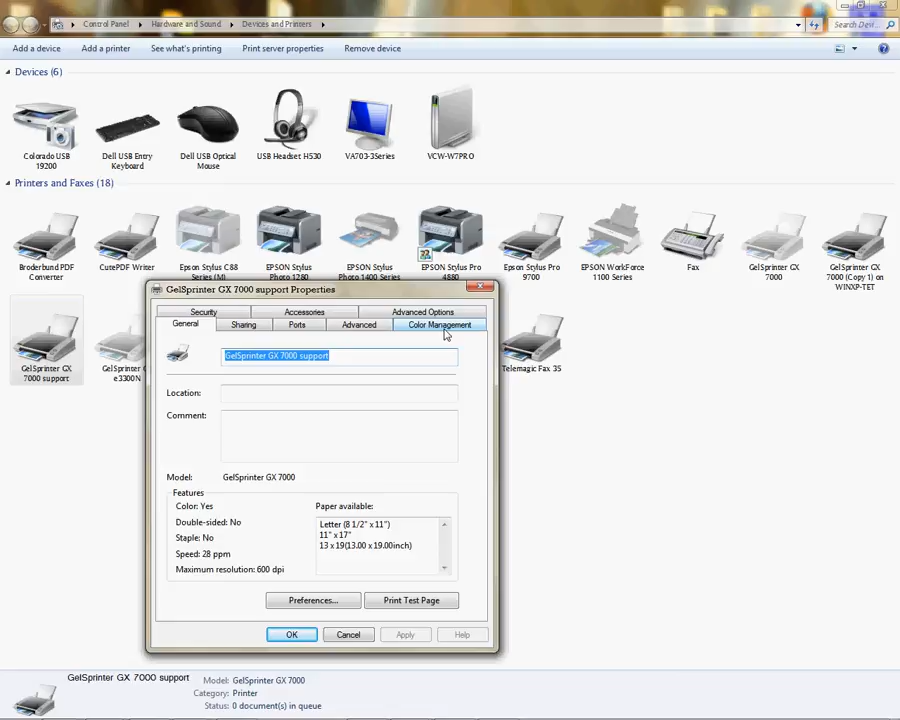 Control Panel
Hardware and Sound
Devices and Printers
Search Devi...
Add a device
Add a printer
See what's printing
Print server properties
Remove device
Devices (6)
Colorado USB
19200
Dell USB Entry
Keyboard
Dell USB Optical
Mouse
USB Headset H530
VA703-3Series
VCW-W7PRO
Printers and Faxes (18)
Broderbund PDF
Converter
CutePDF Writer
Epson Stylus C88
Series (M)
EPSON Stylus
Photo 1280
EPSON Stylus
Photo 1400 Series
EPSON Stylus Pro
4880
Epson Stylus Pro
9700
EPSON WorkForce
1100 Series
Fax
GelSprinter GX
7000
GelSprinter GX
7000 (Copy 1) on
WINXP-TET
GelSprinter GX
7000 support
GelSprinter G
e3300N
Telemagic Fax 3S
GelSprinter GX 7000 support Properties
Security
Accessories
Advanced Options
General
Sharing
Ports
Advanced
Color Management
GelSprinter GX 7000 support
Location:
Comment:
Model:
GelSprinter GX 7000
Features
Color: Yes
Double-sided: No
Staple: No
Speed: 28 ppm
Maximum resolution: 600 dpi
Paper available:
Letter (8 1/2" x 11")
11" x 17"
13 x 19(13.00 x 19.00inch)
Preferences...
Print Test Page
OK
Cancel
Apply
Help
GelSprinter GX 7000 support
Model: GelSprinter GX 7000
Category: Printer
Status: 0 document(s) in queue